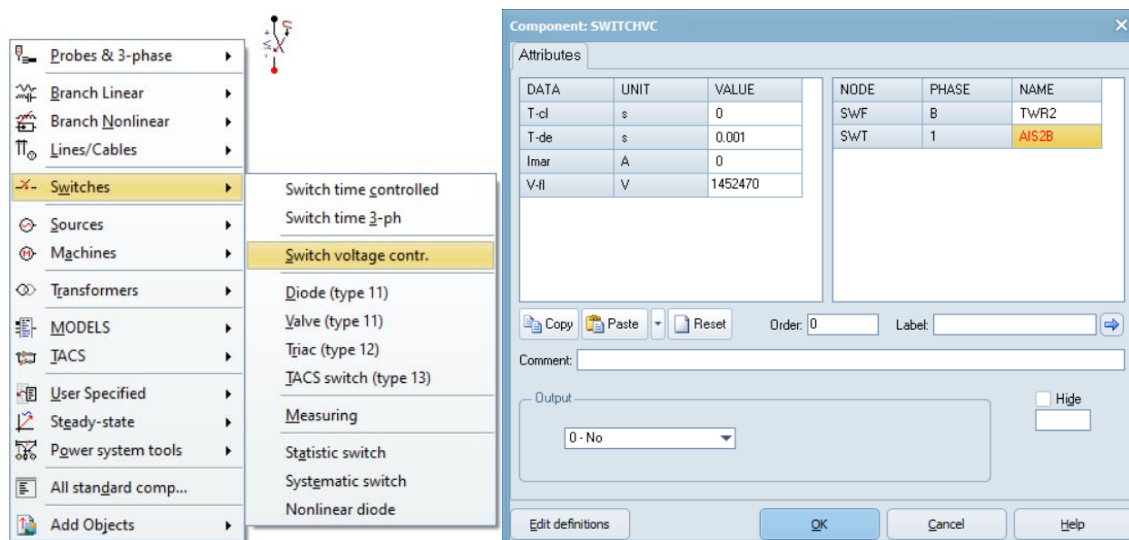 Probes & 3-phase
Branch Linear
Branch Nonlinear
Lines/Cables
Switches
Sources
Machines
Transformers
MODELS
TACS
User Specified
Steady-state
Power system tools
All standard comp...
Add Objects
Switch time controlled
Switch time 3-ph
Switch voltage contr.
Diode (type 11)
Valve (type 11)
Triac (type 12)
TACS switch (type 13)
Measuring
Statistic switch
Systematic switch
Nonlinear diode
Component: SWITCHVC
Attributes
DATA UNIT VALUE
T-cl s 0
T-de s 0.001
Imar A 0
V-fl V 1452470
NODE PHASE NAME
SWF B TWR2
SWT 1 AIS2B
Copy Paste Reset Order: 0 Label:
Comment:
Output
0 - No
Hide
Edit definitions OK Cancel Help